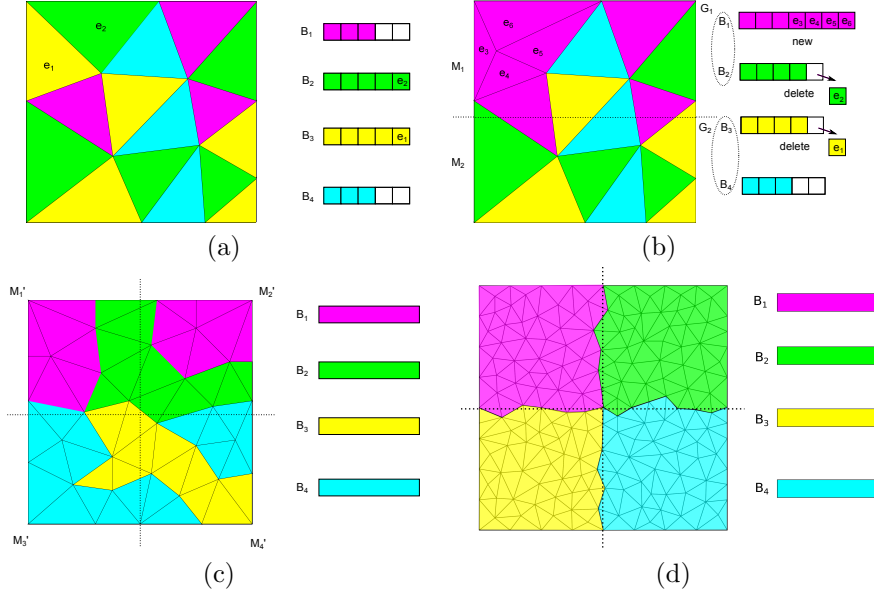 e₂
e₁
B₁
B₂ e₂
B₃ e₁
B₄
(a)
e₆
e₃
e₅
e₄
M₁
M₂
G₁ B₁ e₃ e₄ e₅ e₆
new
B₂
delete e₂
G₂ B₃
delete e₁
B₄
(b)
M₁' M₂'
M₃' M₄'
B₁
B₂
B₃
B₄
(c)
B₁
B₂
B₃
B₄
(d)